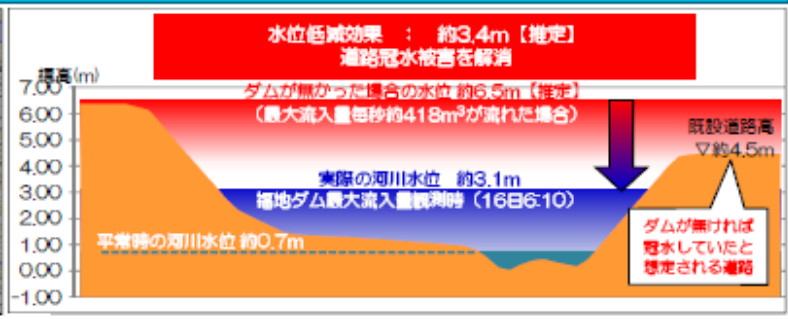 水位低減効果 ： 約3.4m【推定】
道路冠水被害を解消
標高(m)
7.00
6.00
5.00
4.00
3.00
2.00
1.00
0.00
-1.00
ダムが無かった場合の水位 約6.5m【推定】
（最大流入量毎秒約418m³が流れた場合）
既設道路高
▽約4.5m
実際の河川水位 約3.1m
福地ダム最大流入量観測時（16日6:10）
平常時の河川水位 約0.7m
ダムが無ければ
冠水していたと
想定される道路